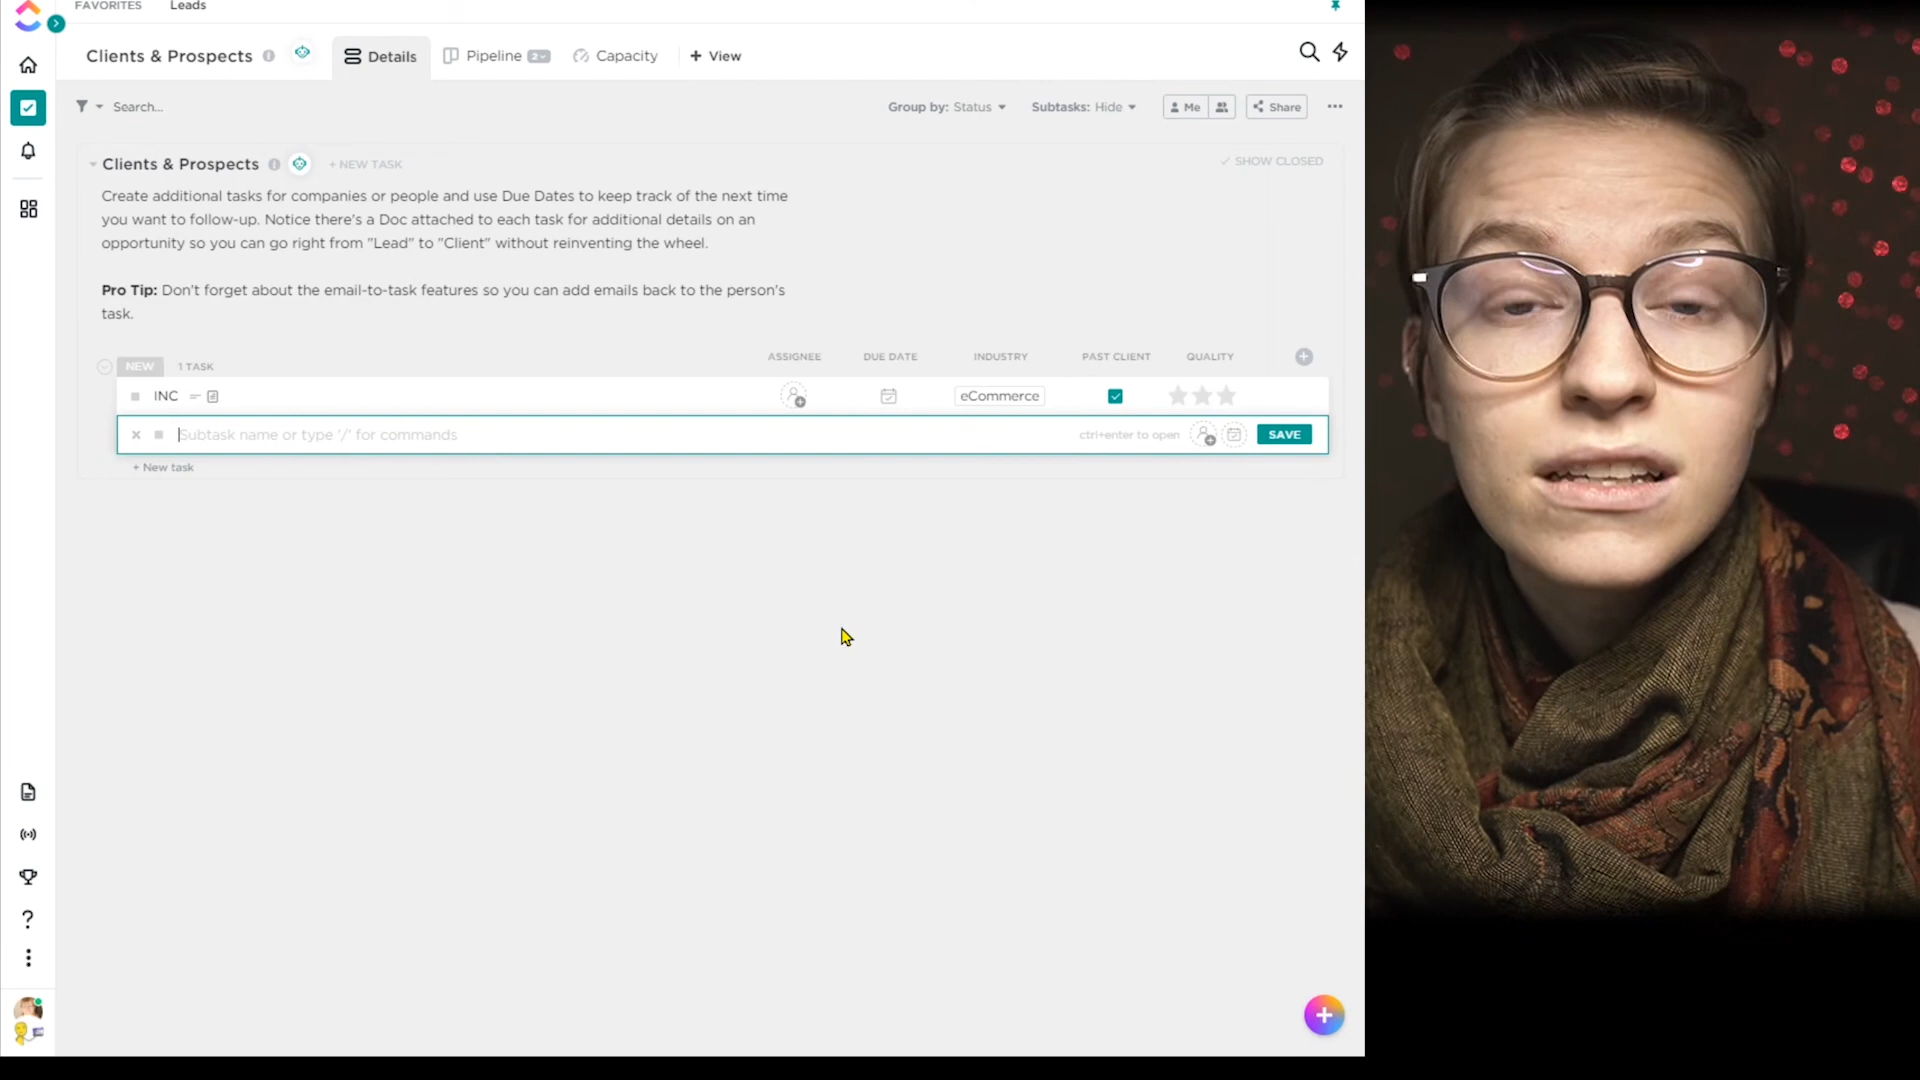 FAVORITES Leads
Clients & Prospects Details Pipeline 2 Capacity + View
Search... Group by: Status Subtasks: Hide Me Share
Clients & Prospects + NEW TASK SHOW CLOSED
Create additional tasks for companies or people and use Due Dates to keep track of the next time
you want to follow-up. Notice there's a Doc attached to each task for additional details on an
opportunity so you can go right from "Lead" to "Client" without reinventing the wheel.
Pro Tip: Don't forget about the email-to-task features so you can add emails back to the person's
task.
NEW 1 TASK ASSIGNEE DUE DATE INDUSTRY PAST CLIENT QUALITY
INC eCommerce
Subtask name or type '/' for commands ctrl+enter to open SAVE
+ New task